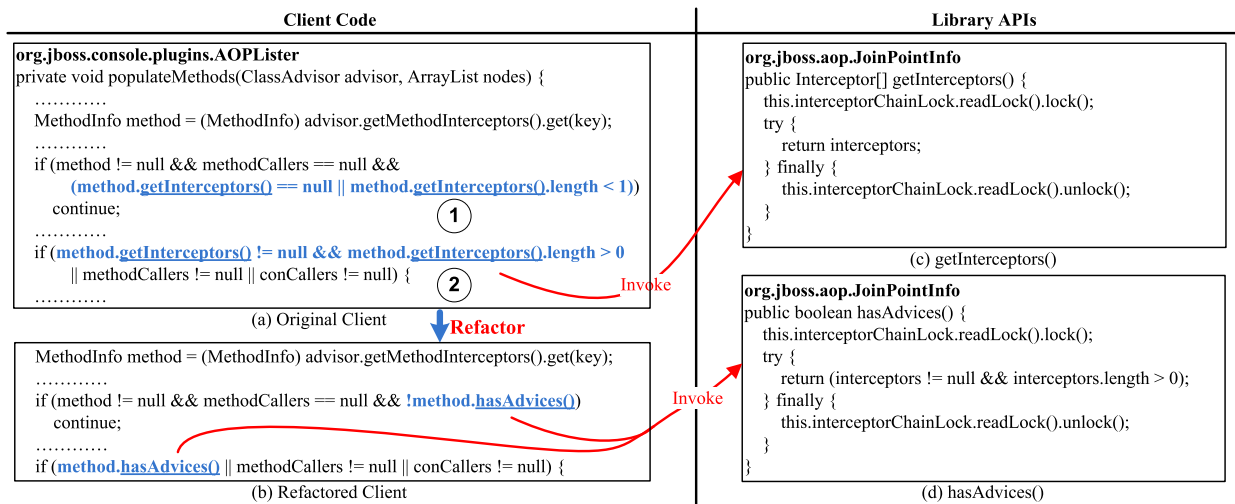 Client Code
org.jboss.console.plugins.AOPLister
private void populateMethods(ClassAdvisor advisor, ArrayList nodes) {
…………
MethodInfo method = (MethodInfo) advisor.getMethodInterceptors().get(key);
…………
if (method != null && methodCallers == null &&
(method.getInterceptors() == null || method.getInterceptors().length < 1))
continue;
1
…………
if (method.getInterceptors() != null && method.getInterceptors().length > 0
|| methodCallers != null || conCallers != null) {
2
…………
(a) Original Client
Refactor
MethodInfo method = (MethodInfo) advisor.getMethodInterceptors().get(key);
…………
if (method != null && methodCallers == null && !method.hasAdvices())
continue;
…………
if (method.hasAdvices() || methodCallers != null || conCallers != null) {
(b) Refactored Client
Invoke
Invoke
Library APIs
org.jboss.aop.JoinPointInfo
public Interceptor[] getInterceptors() {
this.interceptorChainLock.readLock().lock();
try {
return interceptors;
} finally {
this.interceptorChainLock.readLock().unlock();
}
}
(c) getInterceptors()
org.jboss.aop.JoinPointInfo
public boolean hasAdvices() {
this.interceptorChainLock.readLock().lock();
try {
return (interceptors != null && interceptors.length > 0);
} finally {
this.interceptorChainLock.readLock().unlock();
}
}
(d) hasAdvices()